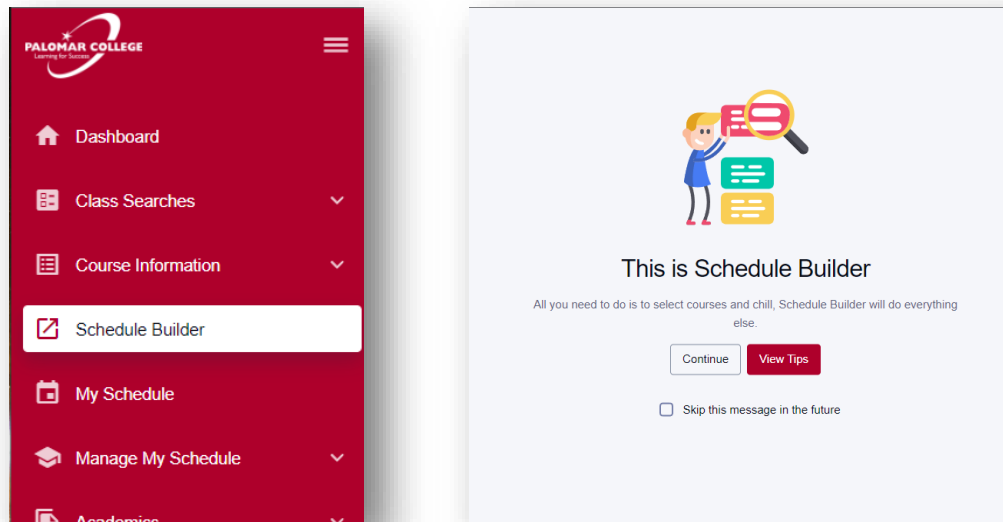 PALOMAR COLLEGE
Learning for Success
Dashboard
Class Searches
Course Information
Schedule Builder
My Schedule
Manage My Schedule
Academics
This is Schedule Builder
All you need to do is to select courses and chill, Schedule Builder will do everything
else.
Continue
View Tips
Skip this message in the future